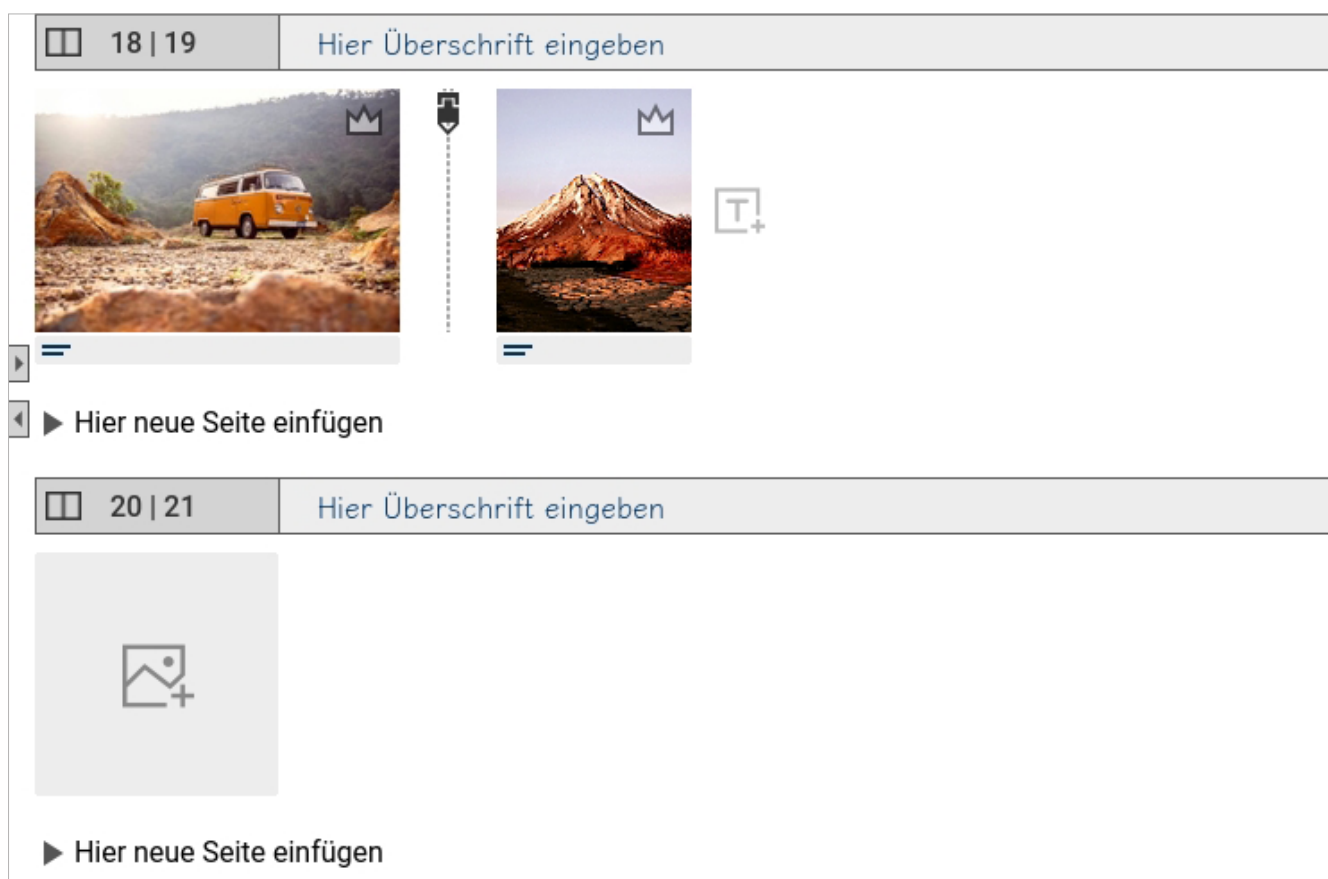 18 | 19
Hier Überschrift eingeben
T
Hier neue Seite einfügen
20 | 21
Hier Überschrift eingeben
Hier neue Seite einfügen